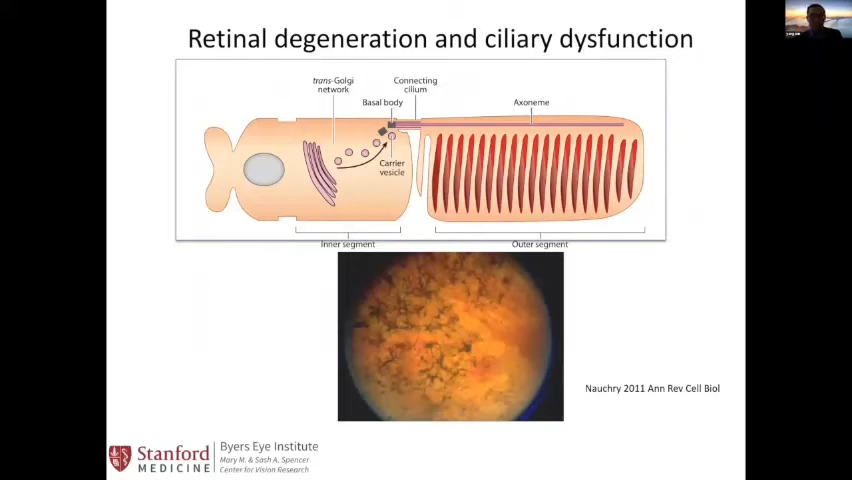 Retinal degeneration and ciliary dysfunction
trans-Golgi
network
Connecting
cilium
Basal body
Axoneme
Carrier
vesicle
Inner segment
Outer segment
Nauchry 2011 Ann Rev Cell Biol
Stanford
MEDICINE
Byers Eye Institute
Mary M. & Sash A. Spencer
Center for Vision Research